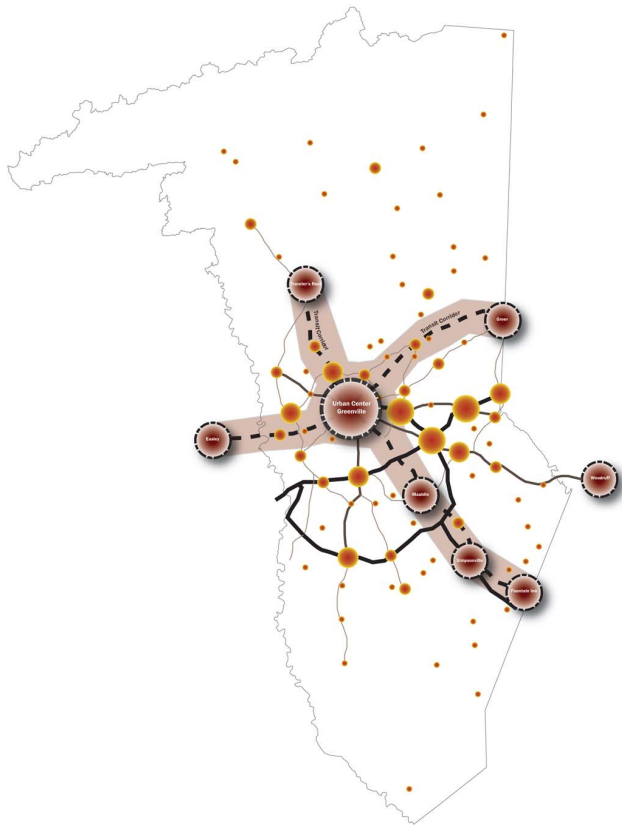 Traveler's Rest
Transit Corridor
Transit Corridor
Greer
Urban Center
Greenville
Easley
Woodruff
Mauldin
Simpsonville
Fountain Inn